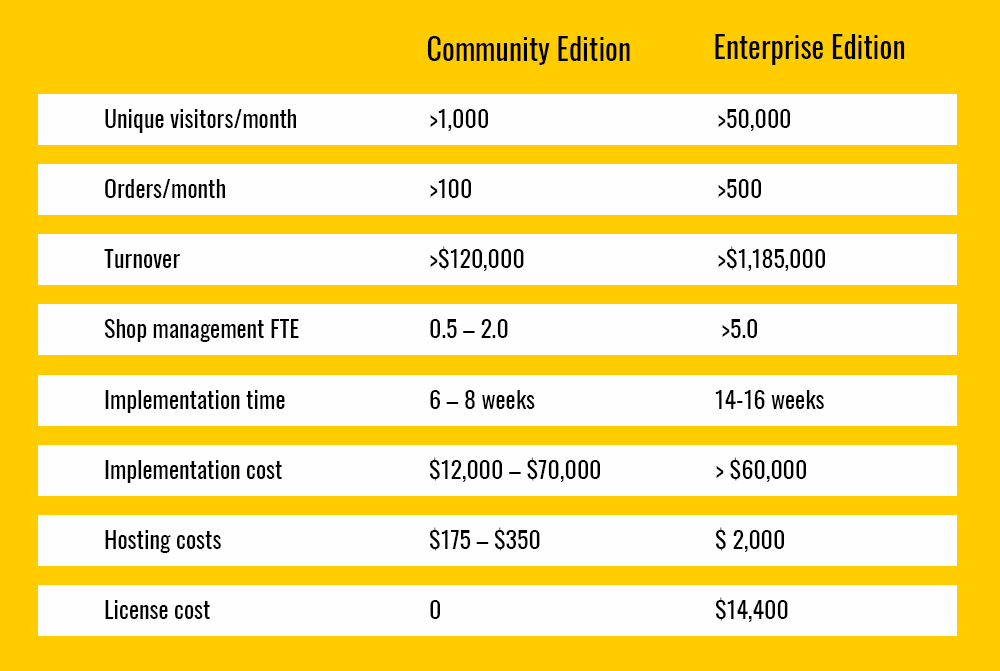 Community Edition Enterprise Edition
Unique visitors/month >1,000 >50,000
Orders/month >100 >500
Turnover >$120,000 >$1,185,000
Shop management FTE 0.5 – 2.0 >5.0
Implementation time 6 – 8 weeks 14-16 weeks
Implementation cost $12,000 – $70,000 > $60,000
Hosting costs $175 – $350 $ 2,000
License cost 0 $14,400